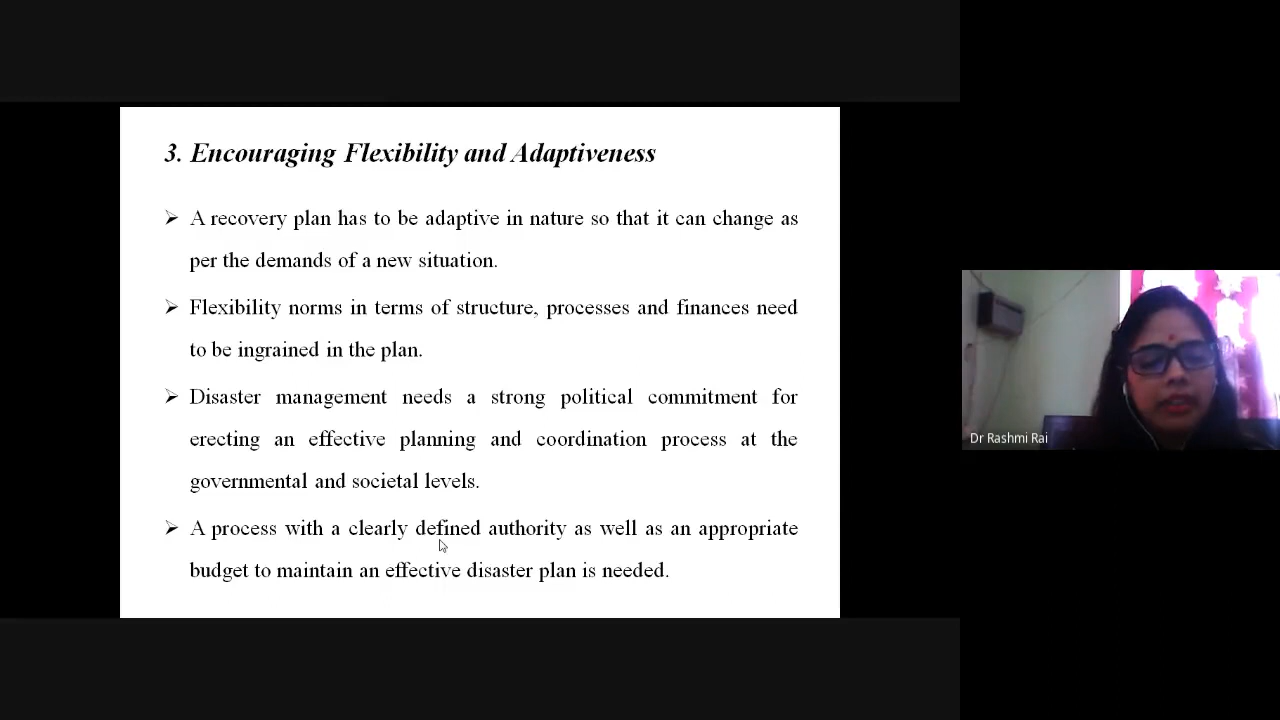 3. Encouraging Flexibility and Adaptiveness
➢ A recovery plan has to be adaptive in nature so that it can change as
per the demands of a new situation.
➢ Flexibility norms in terms of structure, processes and finances need
to be ingrained in the plan.
➢ Disaster management needs a strong political commitment for
erecting an effective planning and coordination process at the
governmental and societal levels.
➢ A process with a clearly defined authority as well as an appropriate
budget to maintain an effective disaster plan is needed.
Dr Rashmi Rai